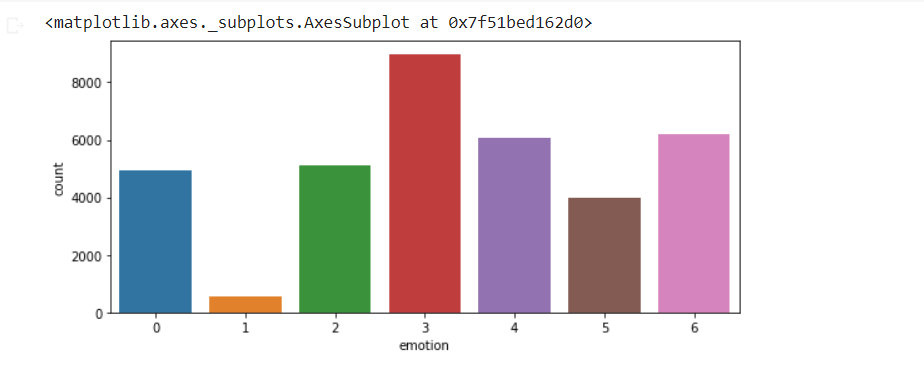 <matplotlib.axes._subplots.AxesSubplot at 0x7f51bed162d0>
8000
6000
4000
2000
0
count
0 1 2 3 4 5 6
emotion